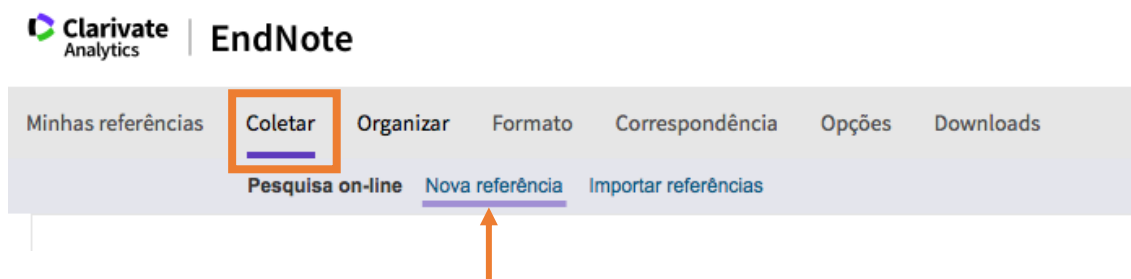 Clarivate
Analytics
EndNote
Minhas referências Coletar Organizar Formato Correspondência Opções Downloads
Pesquisa on-line Nova referência Importar referências